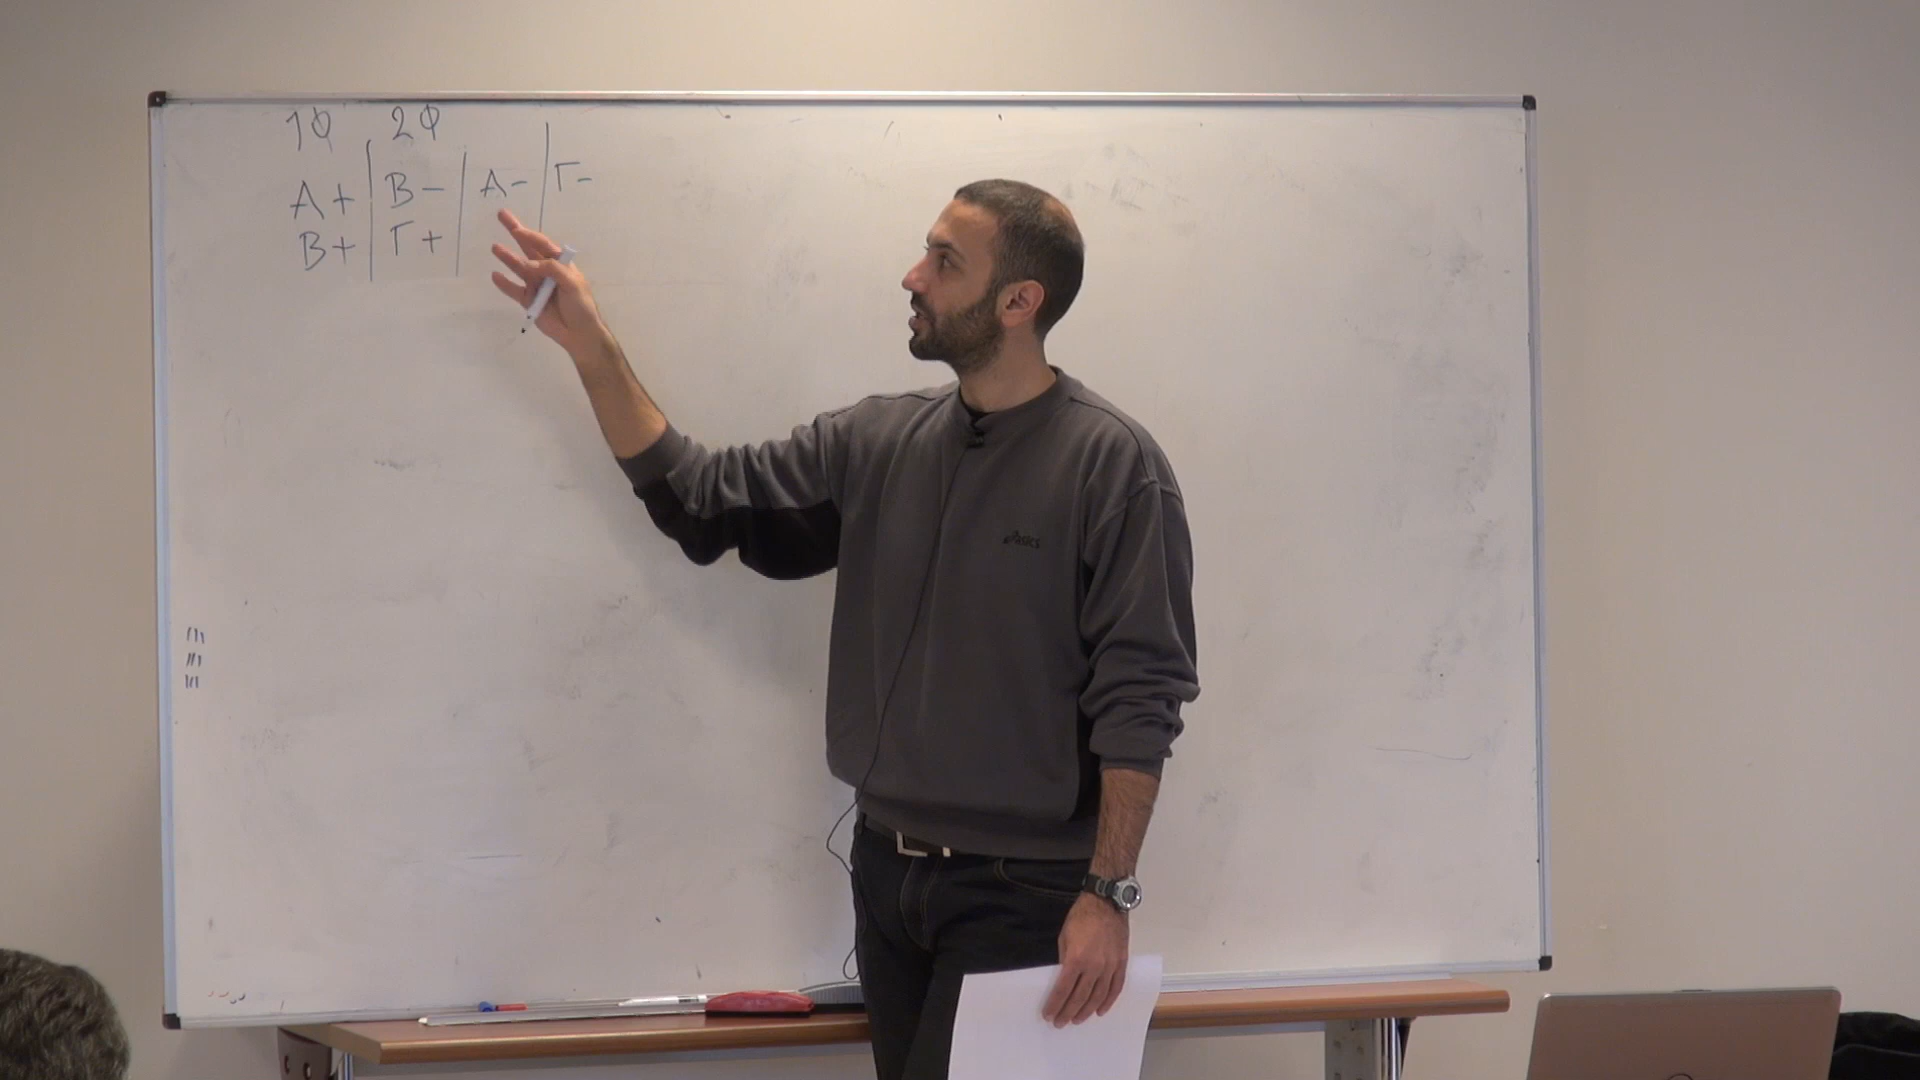 1Φ 2Φ
Α+ | Β- | Α- | Γ-
Β+ | Γ+ |
asics